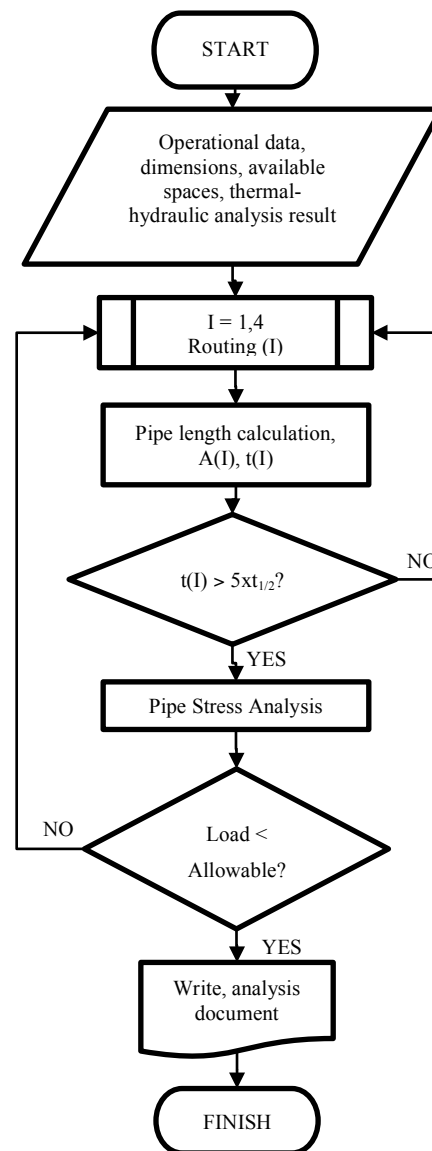 START
Operational data,
dimensions, available
spaces, thermal-
hydraulic analysis result
I = 1,4
Routing (I)
Pipe length calculation,
A(I), t(I)
t(I) > 5xt1/2?
NO
YES
Pipe Stress Analysis
NO
Load <
Allowable?
YES
Write, analysis
document
FINISH